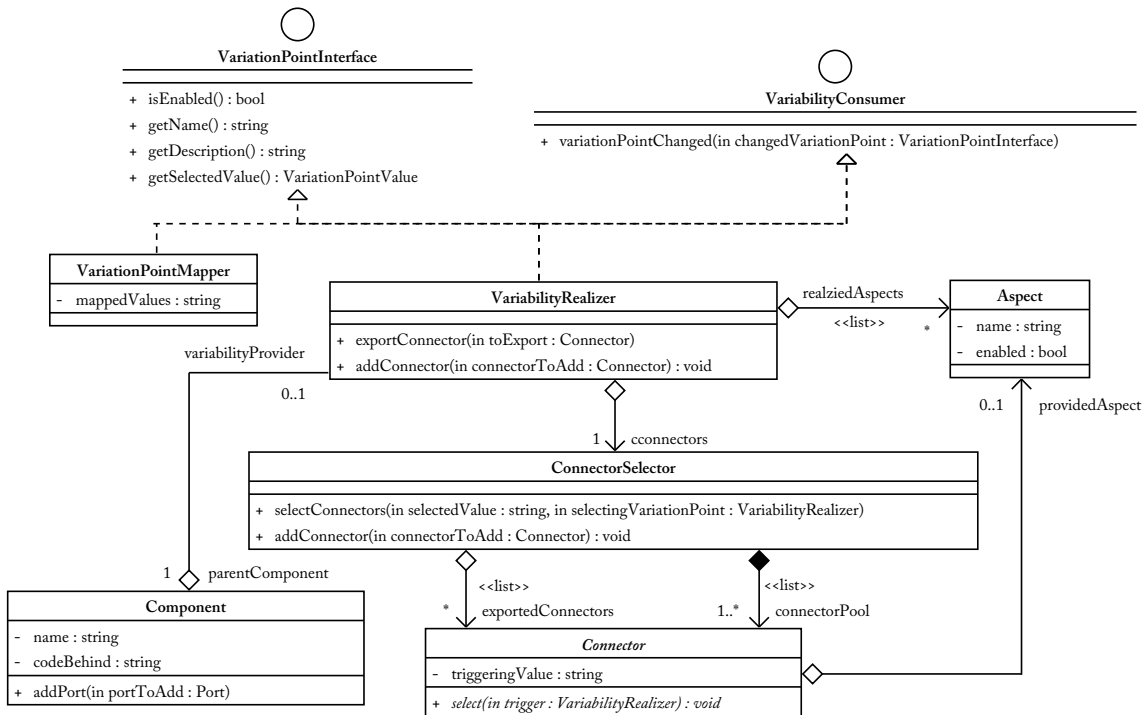 VariationPointInterface
+ isEnabled() : bool
+ getName() : string
+ getDescription() : string
+ getSelectedValue() : VariationPointValue
VariabilityConsumer
+ variationPointChanged(in changedVariationPoint : VariationPointInterface)
VariationPointMapper
- mappedValues : string
VariabilityRealizer
+ exportConnector(in toExport : Connector)
+ addConnector(in connectorToAdd : Connector) : void
realziedAspects
<<list>>
*
Aspect
- name : string
- enabled : bool
variabilityProvider
0..1
0..1
providedAspect
1
cconnectors
ConnectorSelector
+ selectConnectors(in selectedValue : string, in selectingVariationPoint : VariabilityRealizer)
+ addConnector(in connectorToAdd : Connector) : void
1
parentComponent
Component
- name : string
- codeBehind : string
+ addPort(in portToAdd : Port)
<<list>>
*
exportedConnectors
<<list>>
1..*
connectorPool
Connector
- triggeringValue : string
+ select(in trigger : VariabilityRealizer) : void